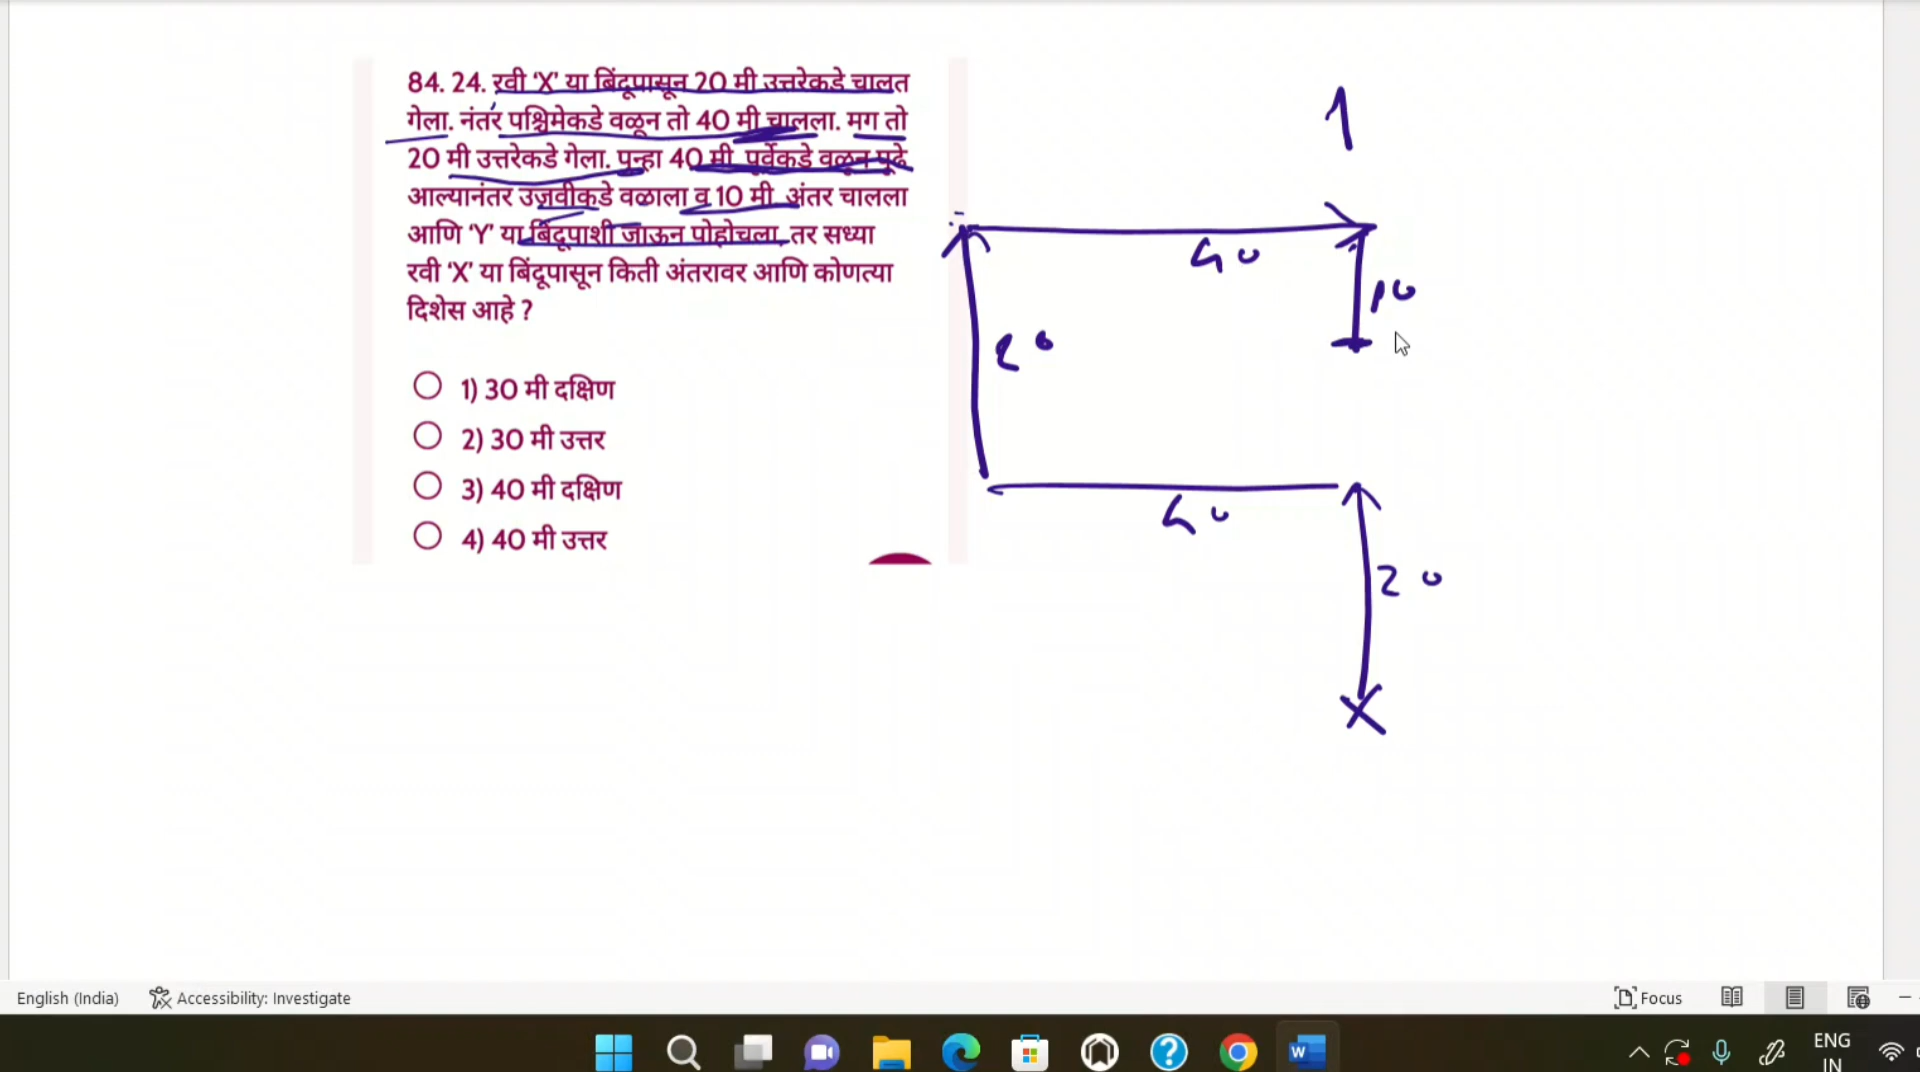 84. 24. रवी ‘X’ या बिंदूपासून 20 मी उत्तरेकडे चालत
गेला. नंतर पश्चिमेकडे वळून तो 40 मी चालला. मग तो
20 मी उत्तरेकडे गेला. पुन्हा 40 मी पूर्वेकडे वळून पूढे
आल्यानंतर उजवीकडे वळाला व 10 मी अंतर चालला
आणि ‘Y’ या बिंदूपाशी जाऊन पोहोचला. तर सध्या
रवी ‘X’ या बिंदूपासून किती अंतरावर आणि कोणत्या
दिशेस आहे ?
1) 30 मी दक्षिण
2) 30 मी उत्तर
3) 40 मी दक्षिण
4) 40 मी उत्तर
40
10
20
40
20
X
English (India)
Accessibility: Investigate
Focus
ENG
IN